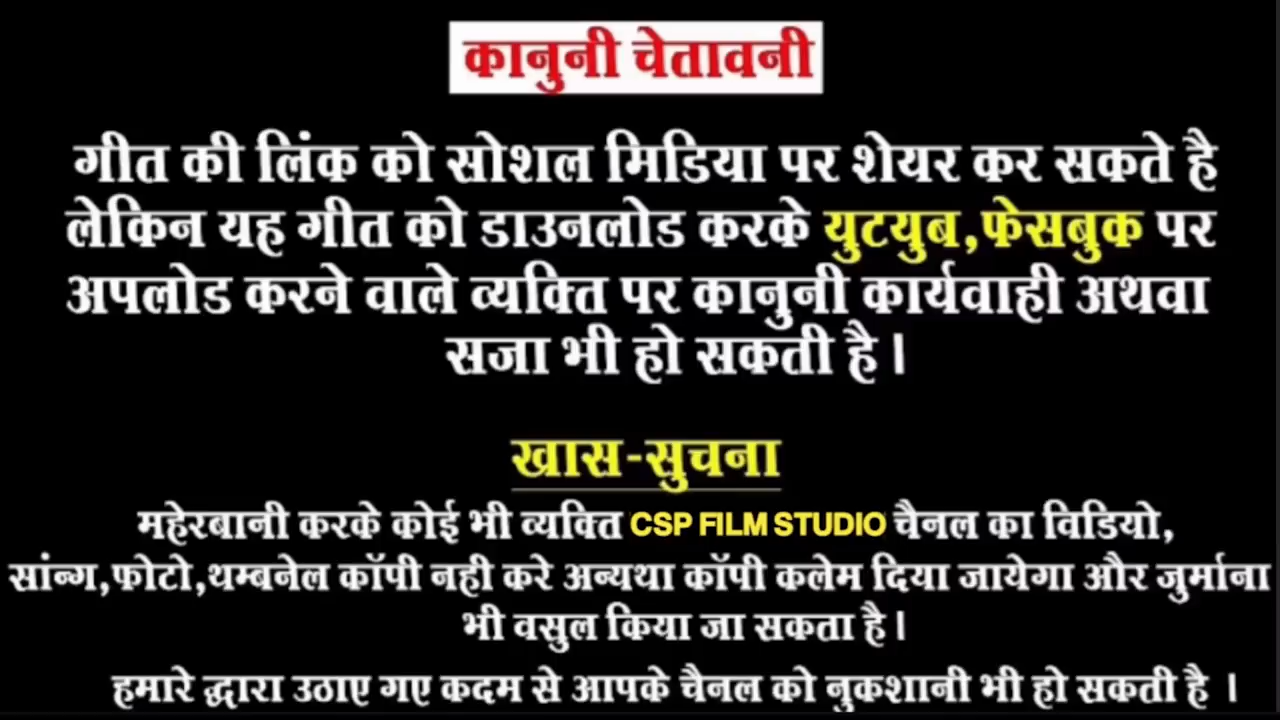 कानुनी चेतावनी
गीत की लिंक को सोशल मिडिया पर शेयर कर सकते है
लेकिन यह गीत को डाउनलोड करके युटयुब,फेसबुक पर
अपलोड करने वाले व्यक्ति पर कानुनी कार्यवाही अथवा
सजा भी हो सकती है।
खास-सुचना
महेरबानी करके कोई भी व्यक्ति CSP FILM STUDIO चैनल का विडियो,
सांन्ग,फोटो,थम्बनेल कॉपी नही करे अन्यथा कॉपी कलेम दिया जायेगा और जुर्माना
भी वसुल किया जा सकता है।
हमारे द्वारा उठाए गए कदम से आपके चैनल को नुकशानी भी हो सकती है ।